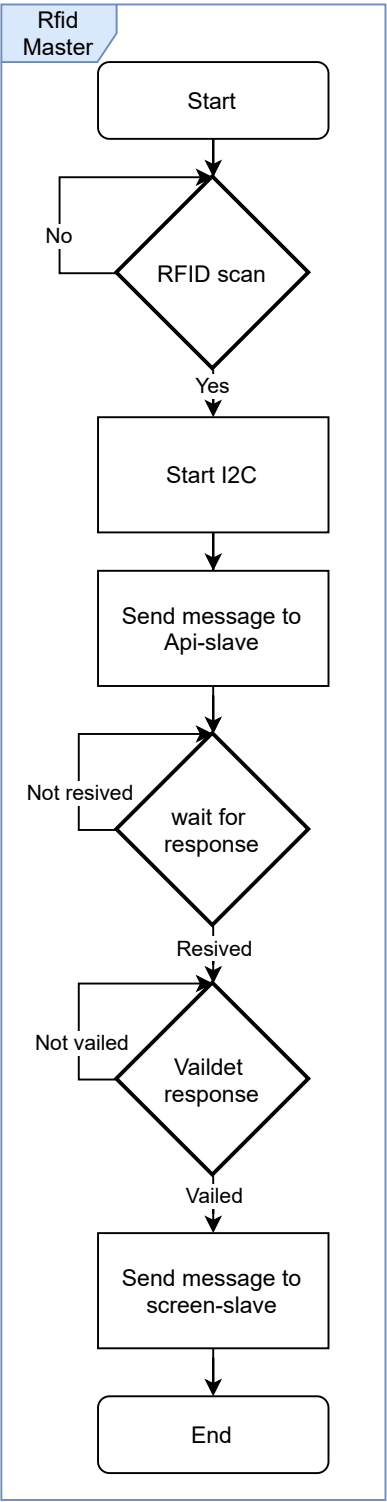 Rfid
Master
Start
No
RFID scan
Yes
Start I2C
Send message to
Api-slave
Not resived
wait for
response
Resived
Not vailed
Vaildet
response
Vailed
Send message to
screen-slave
End